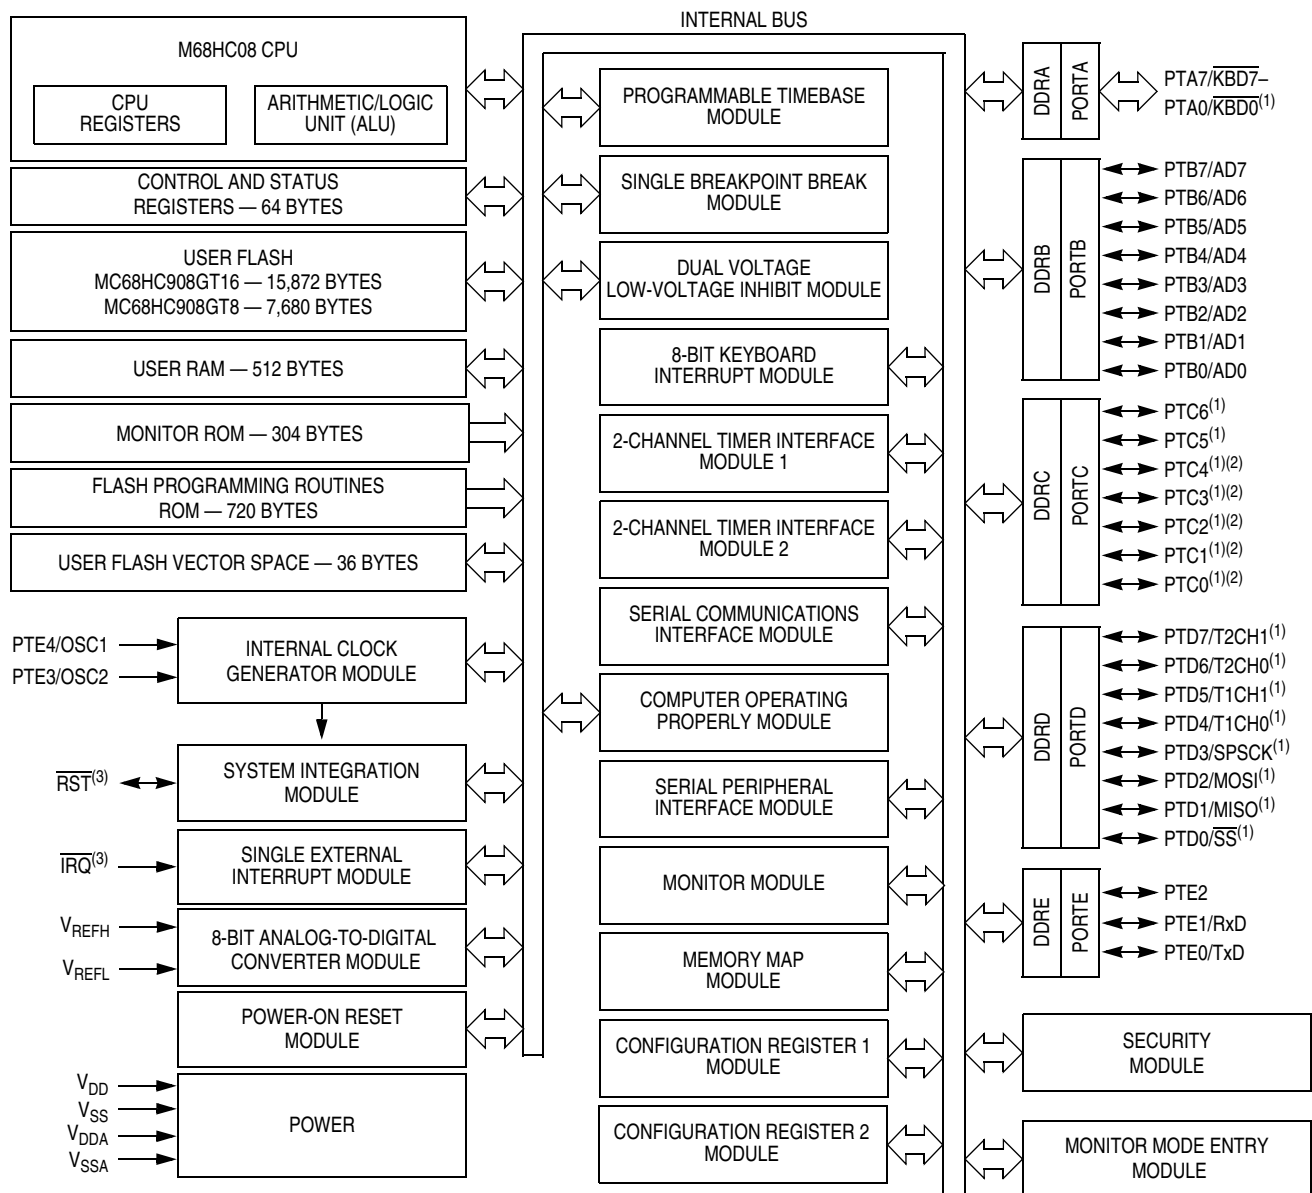 INTERNAL BUS
M68HC08 CPU
CPU
REGISTERS
ARITHMETIC/LOGIC
UNIT (ALU)
CONTROL AND STATUS
REGISTERS — 64 BYTES
USER FLASH
MC68HC908GT16 — 15,872 BYTES
MC68HC908GT8 — 7,680 BYTES
USER RAM — 512 BYTES
MONITOR ROM — 304 BYTES
FLASH PROGRAMMING ROUTINES
ROM — 720 BYTES
USER FLASH VECTOR SPACE — 36 BYTES
PTE4/OSC1
PTE3/OSC2
INTERNAL CLOCK
GENERATOR MODULE
RST(3)
SYSTEM INTEGRATION
MODULE
IRQ(3)
SINGLE EXTERNAL
INTERRUPT MODULE
VREFH
VREFL
8-BIT ANALOG-TO-DIGITAL
CONVERTER MODULE
POWER-ON RESET
MODULE
VDD
VSS
VDDA
VSSA
POWER
PROGRAMMABLE TIMEBASE
MODULE
SINGLE BREAKPOINT BREAK
MODULE
DUAL VOLTAGE
LOW-VOLTAGE INHIBIT MODULE
8-BIT KEYBOARD
INTERRUPT MODULE
2-CHANNEL TIMER INTERFACE
MODULE 1
2-CHANNEL TIMER INTERFACE
MODULE 2
SERIAL COMMUNICATIONS
INTERFACE MODULE
COMPUTER OPERATING
PROPERLY MODULE
SERIAL PERIPHERAL
INTERFACE MODULE
MONITOR MODULE
MEMORY MAP
MODULE
CONFIGURATION REGISTER 1
MODULE
CONFIGURATION REGISTER 2
MODULE
DDRA
PORTA
PTA7/KBD7–
PTA0/KBD0(1)
DDRB
PORTB
PTB7/AD7
PTB6/AD6
PTB5/AD5
PTB4/AD4
PTB3/AD3
PTB2/AD2
PTB1/AD1
PTB0/AD0
DDRC
PORTC
PTC6(1)
PTC5(1)
PTC4(1)(2)
PTC3(1)(2)
PTC2(1)(2)
PTC1(1)(2)
PTC0(1)(2)
DDRD
PORTD
PTD7/T2CH1(1)
PTD6/T2CH0(1)
PTD5/T1CH1(1)
PTD4/T1CH0(1)
PTD3/SPSCK(1)
PTD2/MOSI(1)
PTD1/MISO(1)
PTD0/SS(1)
DDRE
PORTE
PTE2
PTE1/RxD
PTE0/TxD
SECURITY
MODULE
MONITOR MODE ENTRY
MODULE